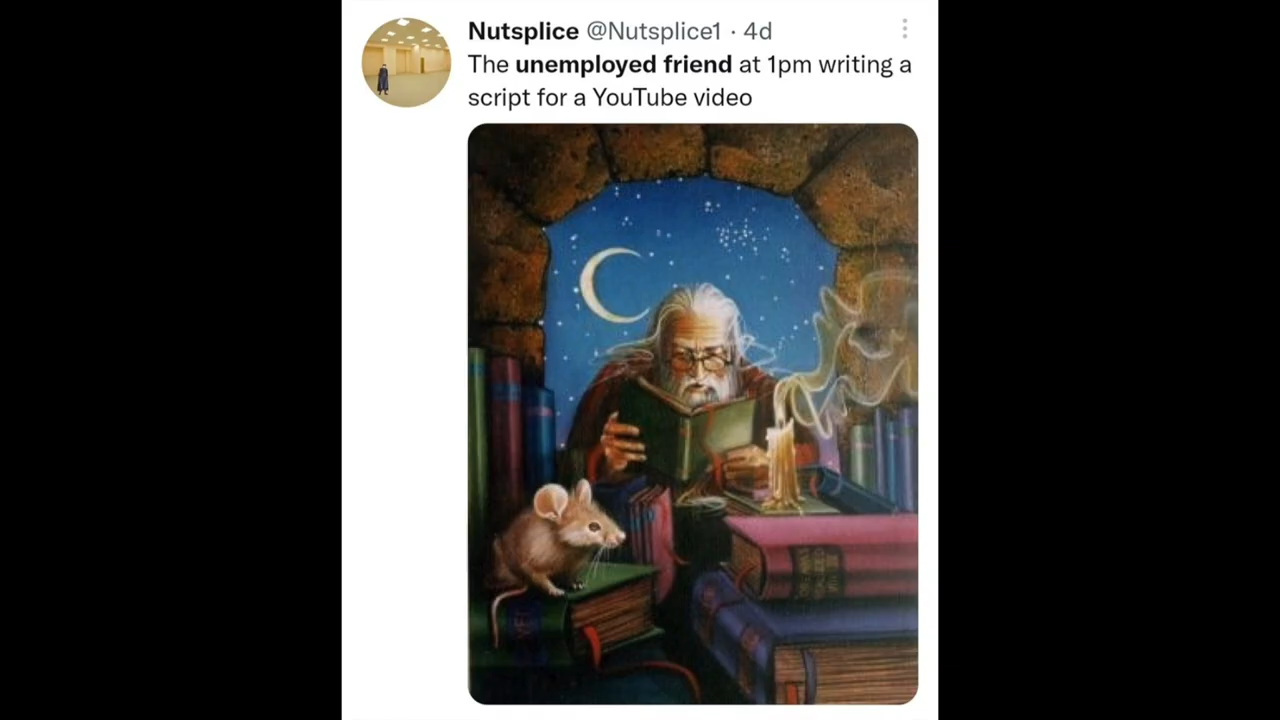 Nutsplice @Nutsplice1 · 4d
The unemployed friend at 1pm writing a
script for a YouTube video